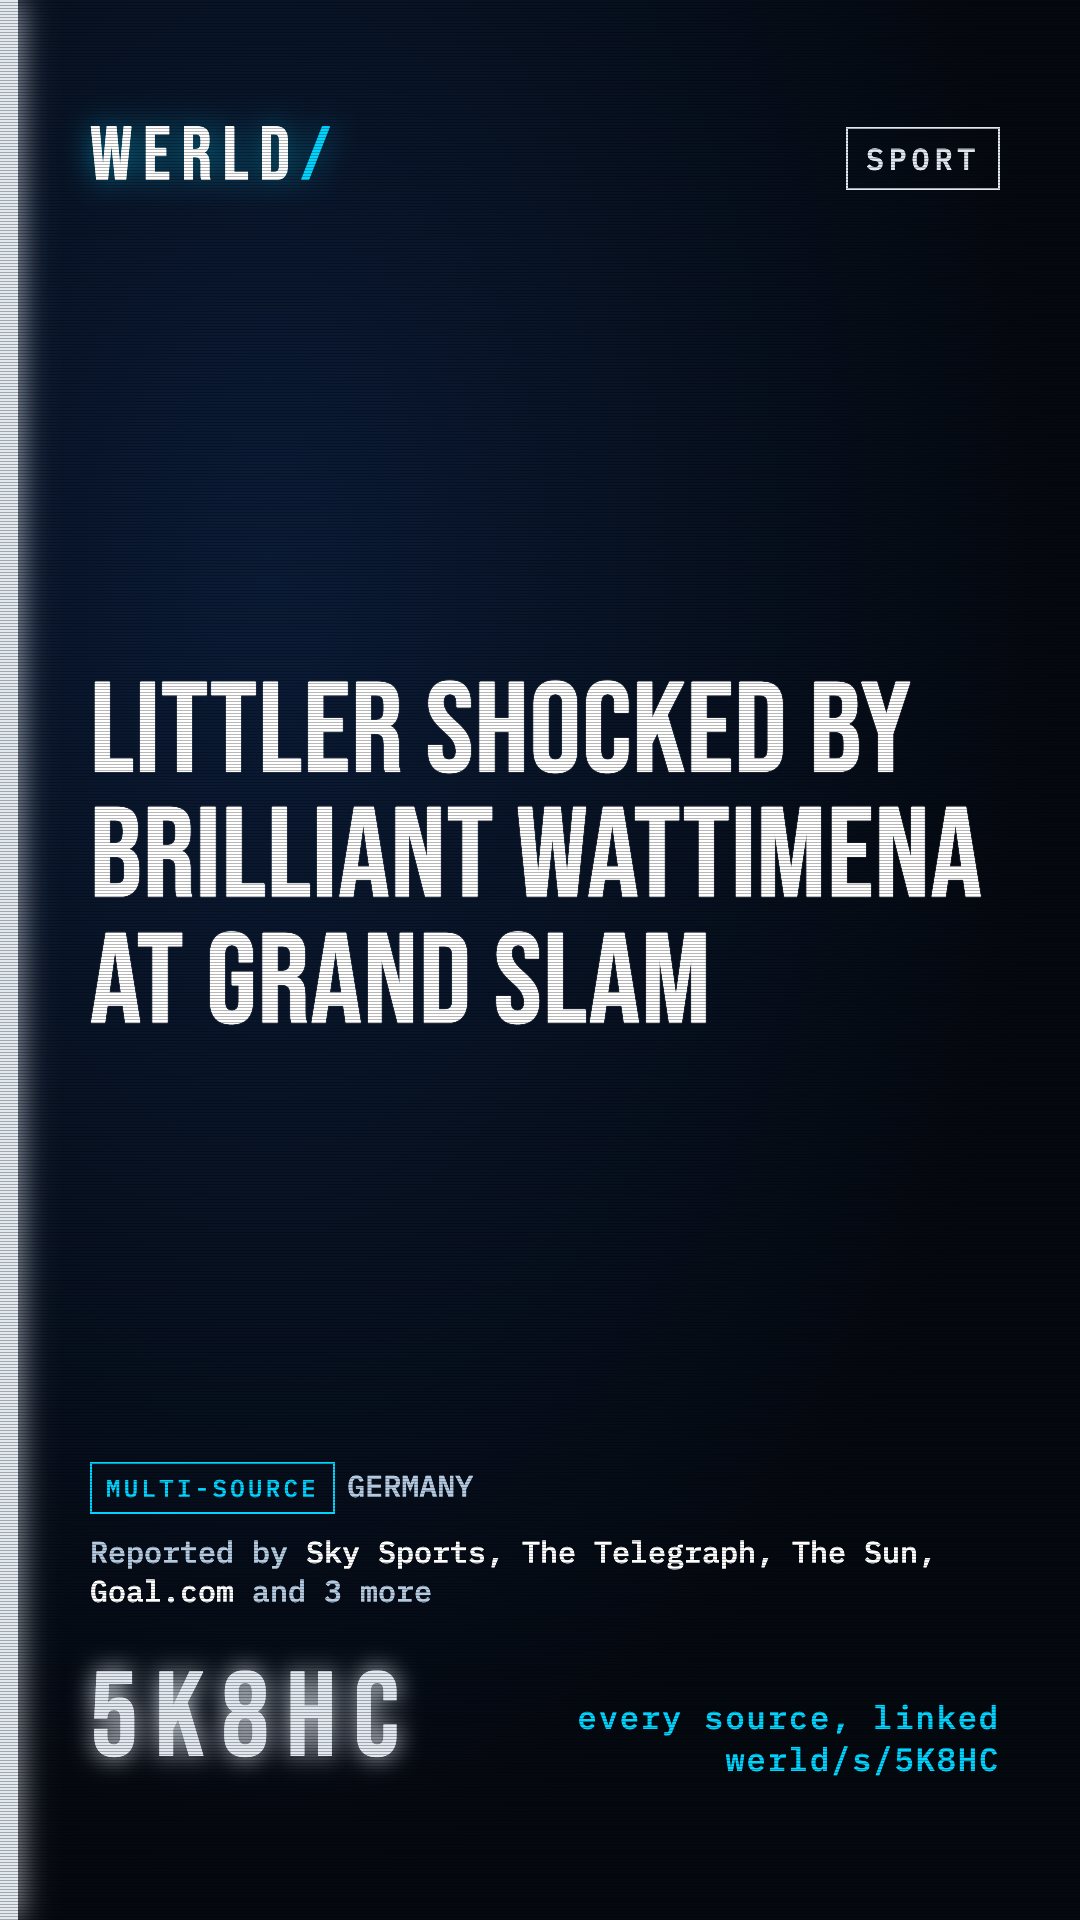 WERLD/
SPORT
LITTLER SHOCKED BY
BRILLIANT WATTIMENA
AT GRAND SLAM
MULTI-SOURCE GERMANY
Reported by Sky Sports, The Telegraph, The Sun,
Goal.com and 3 more
5K8HC
every source, linked
werld/s/5K8HC